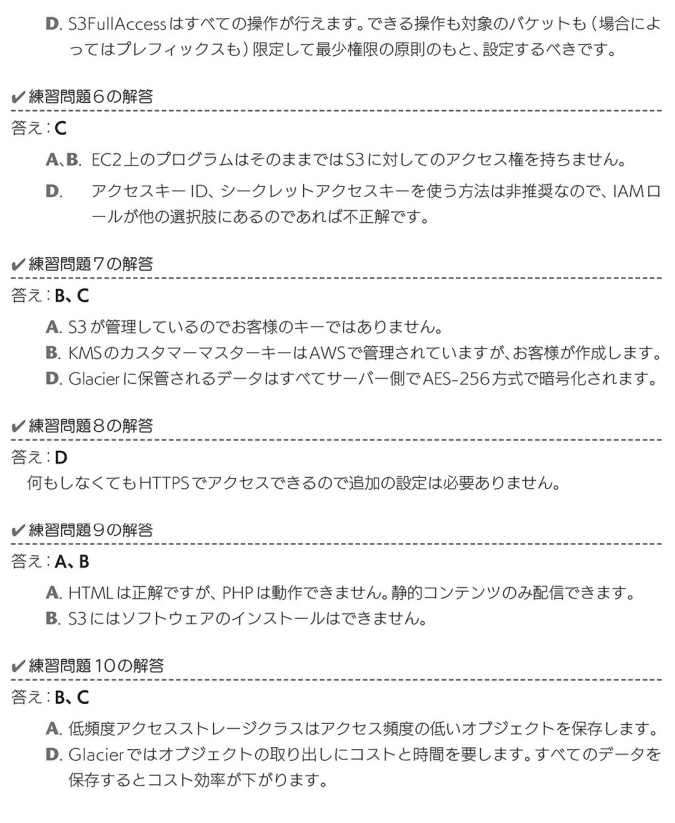 D. S3FullAccessはすべての操作が行えます。できる操作も対象のバケットも（場合によ
ってはプレフィックスも）限定して最少権限の原則のもと、設定するべきです。
✔練習問題6の解答
答え：C
A、B. EC2上のプログラムはそのままではS3に対してのアクセス権を持ちません。
D. アクセスキーID、シークレットアクセスキーを使う方法は非推奨なので、IAMロ
ールが他の選択肢にあるのであれば不正解です。
✔練習問題7の解答
答え：B、C
A. S3が管理しているのでお客様のキーではありません。
B. KMSのカスタマーマスターキーはAWSで管理されていますが、お客様が作成します。
D. Glacierに保管されるデータはすべてサーバー側でAES-256方式で暗号化されます。
✔練習問題8の解答
答え：D
何もしなくてもHTTPSでアクセスできるので追加の設定は必要ありません。
✔練習問題9の解答
答え：A、B
A. HTMLは正解ですが、PHPは動作できません。静的コンテンツのみ配信できます。
B. S3にはソフトウェアのインストールはできません。
✔練習問題10の解答
答え：B、C
A. 低頻度アクセスストレージクラスはアクセス頻度の低いオブジェクトを保存します。
D. Glacierではオブジェクトの取り出しにコストと時間を要します。すべてのデータを
保存するとコスト効率が下がります。